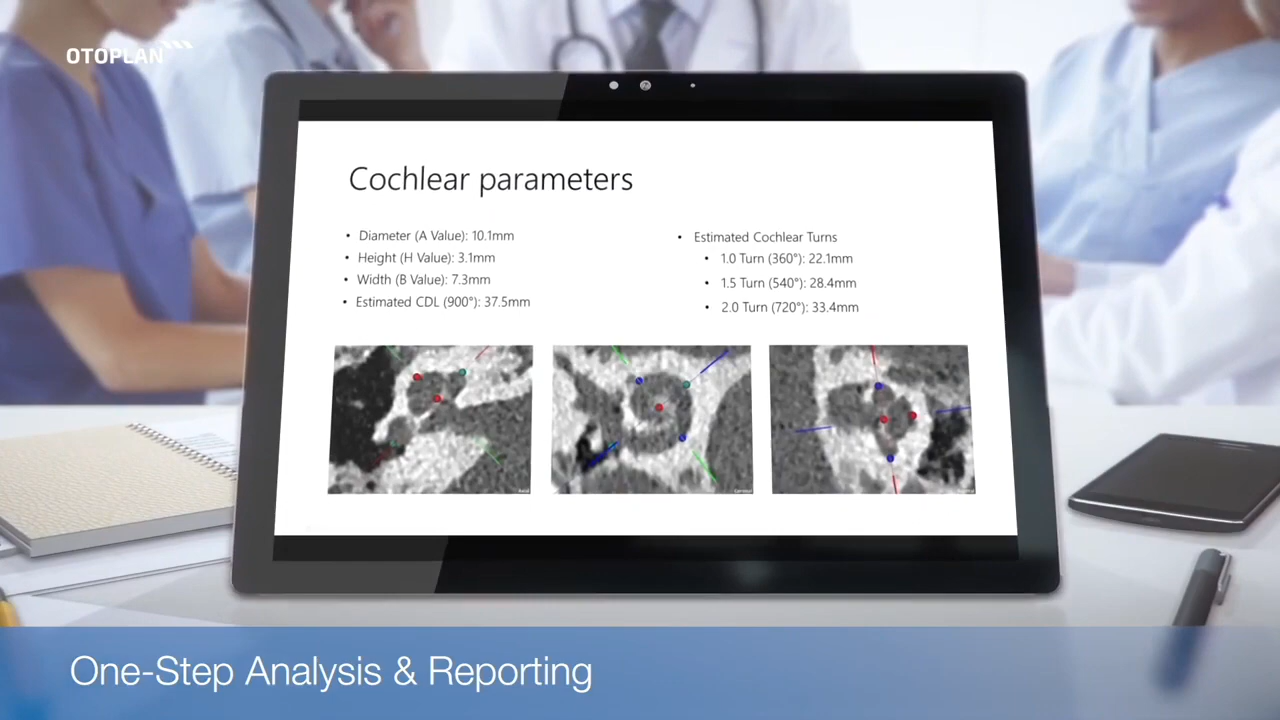 OTOPLAN
Cochlear parameters
• Diameter (A Value): 10.1mm
• Height (H Value): 3.1mm
• Width (B Value): 7.3mm
• Estimated CDL (900°): 37.5mm
• Estimated Cochlear Turns
• 1.0 Turn (360°): 22.1mm
• 1.5 Turn (540°): 28.4mm
• 2.0 Turn (720°): 33.4mm
One-Step Analysis & Reporting